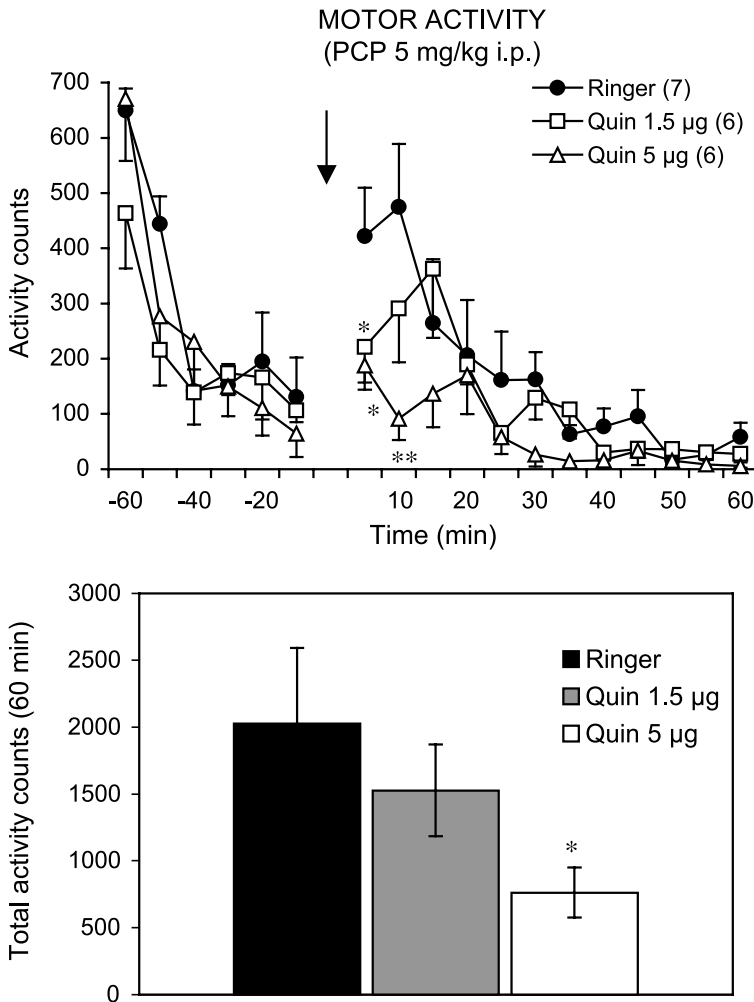 MOTOR ACTIVITY
(PCP 5 mg/kg i.p.)
Ringer (7)
Quin 1.5 µg (6)
Quin 5 µg (6)
Activity counts
700
600
500
400
300
200
100
0
*
*
**
-60 -40 -20 10 20 30 40 50 60
Time (min)
Total activity counts (60 min)
3000
2500
2000
1500
1000
500
0
Ringer
Quin 1.5 µg
Quin 5 µg
*